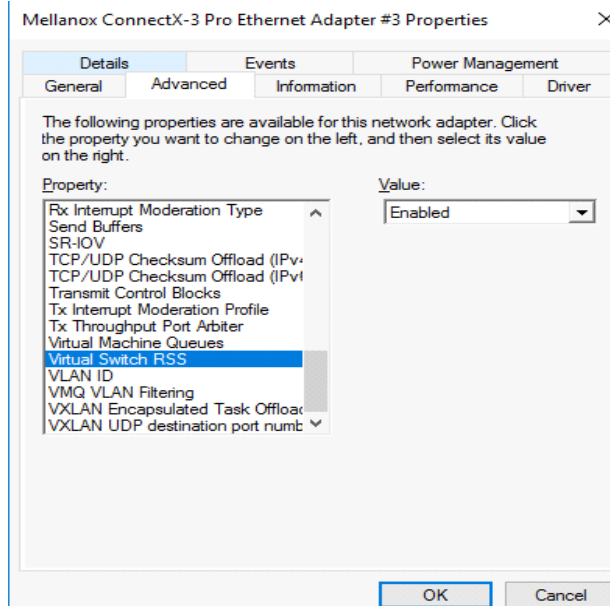 Mellanox ConnectX-3 Pro Ethernet Adapter #3 Properties
Details Events Power Management
General Advanced Information Performance Driver
The following properties are available for this network adapter. Click
the property you want to change on the left, and then select its value
on the right.
Property: Value:
Rx Interrupt Moderation Type Enabled
Send Buffers
SR-IOV
TCP/UDP Checksum Offload (IPv4
TCP/UDP Checksum Offload (IPv6
Transmit Control Blocks
Tx Interrupt Moderation Profile
Tx Throughput Port Arbiter
Virtual Machine Queues
Virtual Switch RSS
VLAN ID
VMQ VLAN Filtering
VXLAN Encapsulated Task Offload
VXLAN UDP destination port numb
OK Cancel